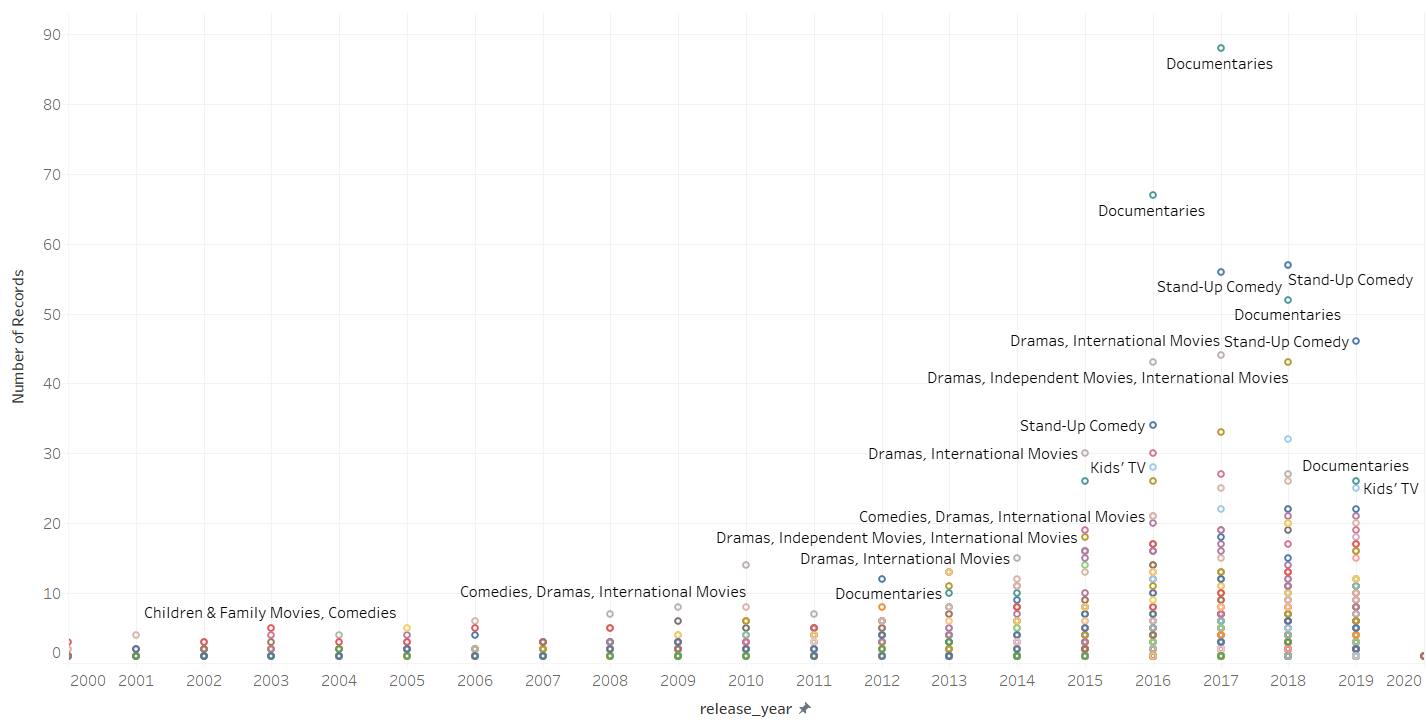 90
Documentaries
80
70
Documentaries
60
Stand-Up Comedy
Stand-Up Comedy
50
Documentaries
Dramas, International Movies
Stand-Up Comedy
40
Dramas, Independent Movies, International Movies
Stand-Up Comedy
30
Dramas, International Movies
Kids' TV
Documentaries
Kids' TV
20
Comedies, Dramas, International Movies
Dramas, Independent Movies, International Movies
Dramas, International Movies
10
Comedies, Dramas, International Movies
Documentaries
Children & Family Movies, Comedies
0
Number of Records
2000 2001 2002 2003 2004 2005 2006 2007 2008 2009 2010 2011 2012 2013 2014 2015 2016 2017 2018 2019 2020
release_year